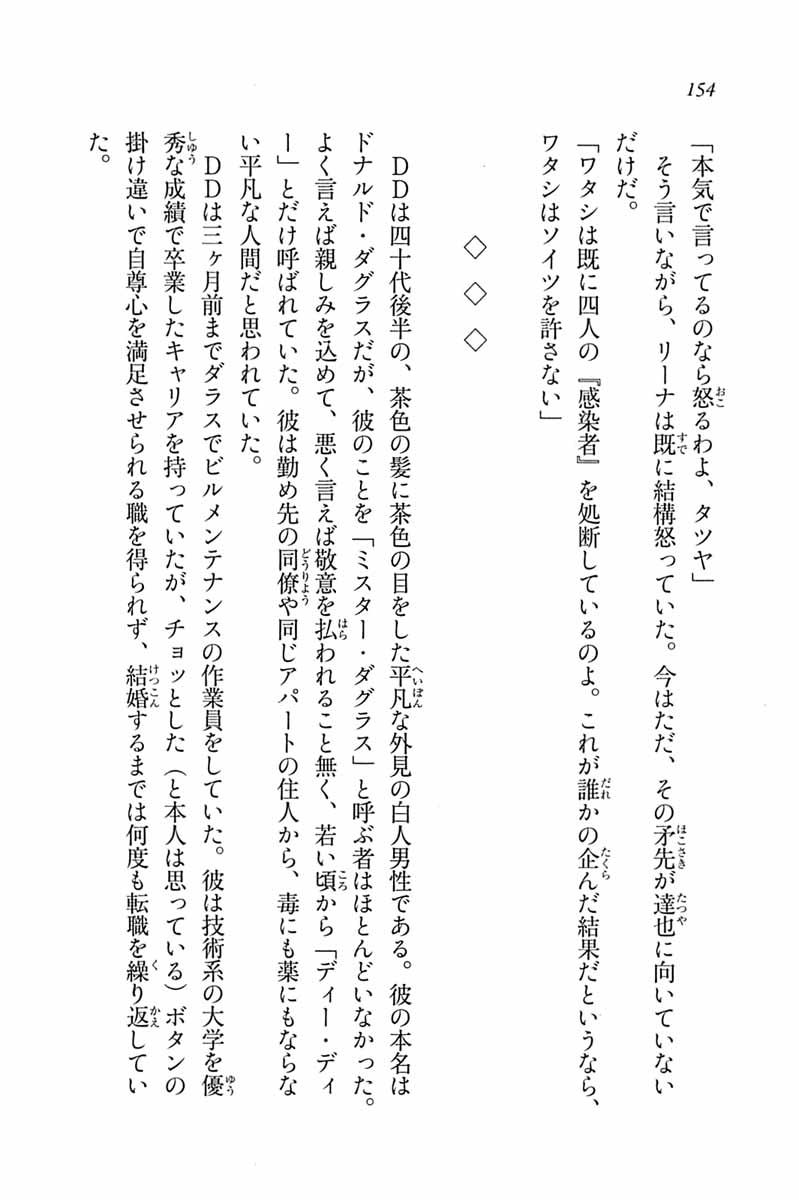 154
「本気で言ってるのなら怒るわよ、タツヤ」
　そう言いながら、リーナは既に結構怒っていた。今はただ、その矛先が達也に向いていない
だけだ。
「ワタシは既に四人の『感染者』を処断しているのよ。これが誰かの企んだ結果だというなら、
ワタシはソイツを許さない」
◇　◇　◇
　ＤＤは四十代後半の、茶色の髪に茶色の目をした平凡な外見の白人男性である。彼の本名は
ドナルド・ダグラスだが、彼のことを「ミスター・ダグラス」と呼ぶ者はほとんどいなかった。
よく言えば親しみを込めて、悪く言えば敬意を払われること無く、若い頃から「ディー・ディ
ー」とだけ呼ばれていた。彼は勤め先の同僚や同じアパートの住人から、毒にも薬にもならな
い平凡な人間だと思われていた。
　ＤＤは三ヶ月前までダラスでビルメンテナンスの作業員をしていた。彼は技術系の大学を優
秀な成績で卒業したキャリアを持っていたが、チョッとした（と本人は思っている）ボタンの
掛け違いで自尊心を満足させられる職を得られず、結婚するまでは何度も転職を繰り返してい
た。